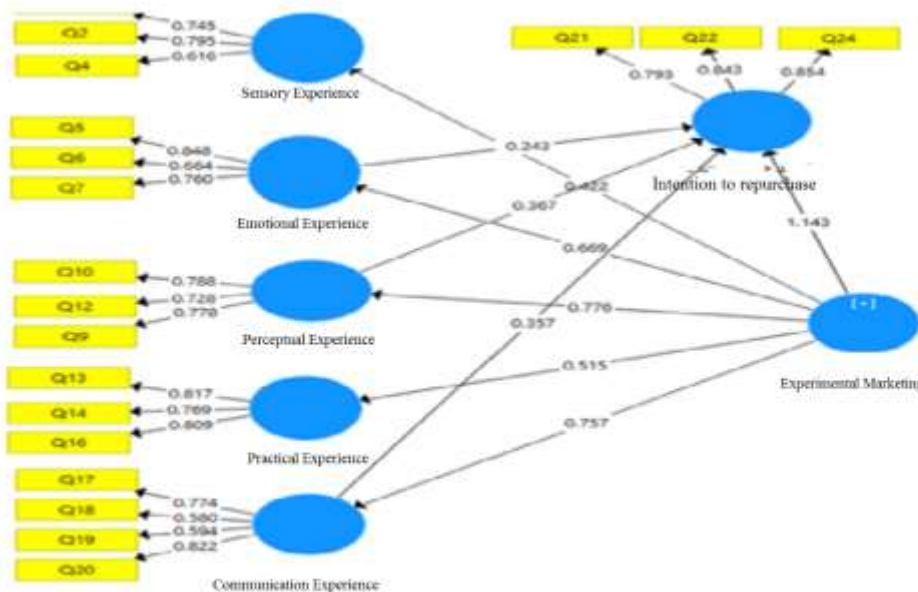 0.745
Q2
0.795
Q4
0.616
Sensory Experience
Q21
Q22
Q24
0.793
0.843
0.854
Intention to repurchase
Q5
0.848
Q6
0.664
Q7
0.760
Emotional Experience
0.243
0.422
0.367
0.669
1.143
Q10
0.788
Q12
0.728
Q9
0.778
Perceptual Experience
0.776
0.357
0.515
0.757
[+]
Experimental Marketing
Q13
0.817
Q14
0.769
Q16
0.809
Practical Experience
Q17
0.774
Q18
0.580
Q19
0.594
Q20
0.822
Communication Experience